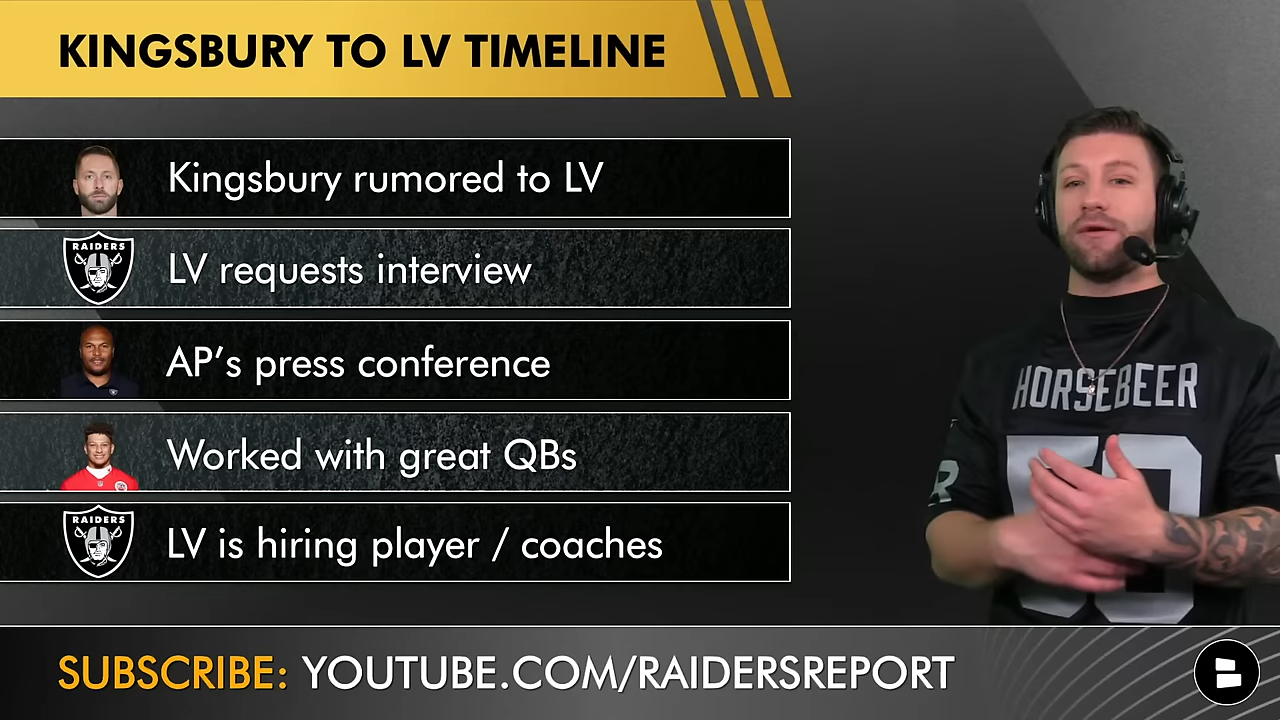 KINGSBURY TO LV TIMELINE
Kingsbury rumored to LV
RAIDERS
LV requests interview
AP's press conference
Worked with great QBs
RAIDERS
LV is hiring player / coaches
HORSEBEER
SUBSCRIBE: YOUTUBE.COM/RAIDERSREPORT